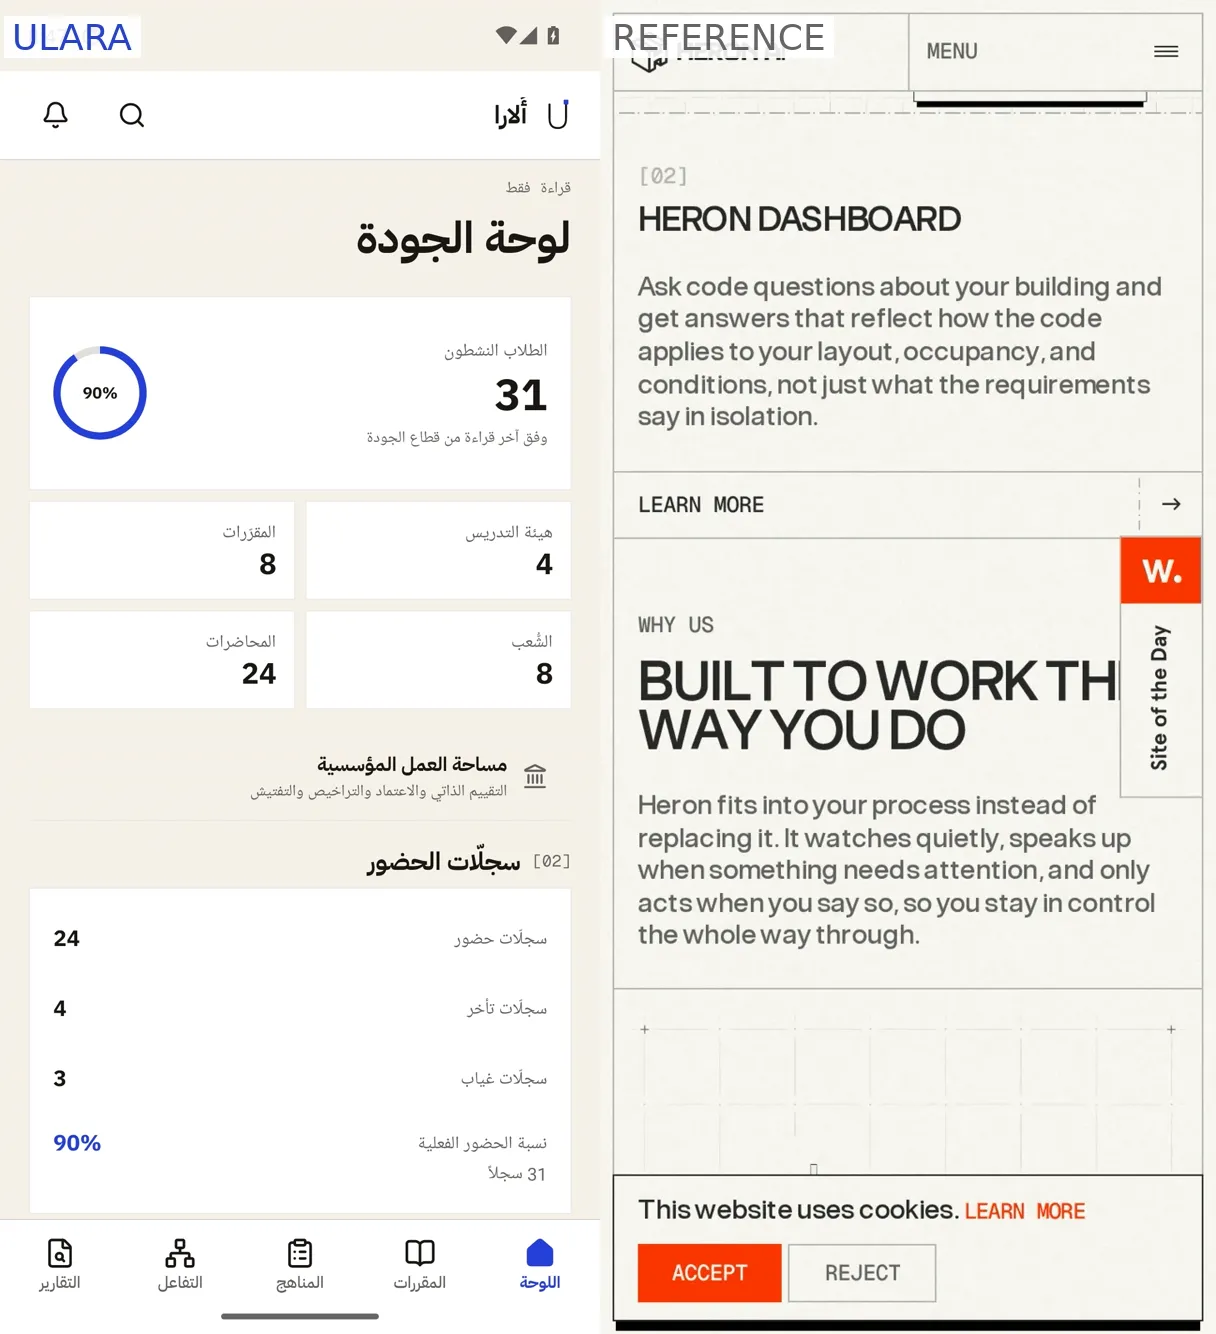 ULARA
ألارا
قراءة فقط
لوحة الجودة
الطلاب النشطون
31
وفق آخر قراءة من قطاع الجودة
90%
هيئة التدريس
4
المقرّرات
8
الشُّعب
8
المحاضرات
24
مساحة العمل المؤسسية
التقييم الذاتي والاعتماد والتراخيص والتفتيش
[02] سجلّات الحضور
سجلّات حضور
24
سجلّات تأخر
4
سجلّات غياب
3
نسبة الحضور الفعلية
90%
31 سجلاً
اللوحة
المقررات
المناهج
التفاعل
التقارير
REFERENCE
MENU
[02]
HERON DASHBOARD
Ask code questions about your building and
get answers that reflect how the code
applies to your layout, occupancy, and
conditions, not just what the requirements
say in isolation.
LEARN MORE
W.
Site of the Day
WHY US
BUILT TO WORK TH
WAY YOU DO
Heron fits into your process instead of
replacing it. It watches quietly, speaks up
when something needs attention, and only
acts when you say so, so you stay in control
the whole way through.
This website uses cookies. LEARN MORE
ACCEPT
REJECT